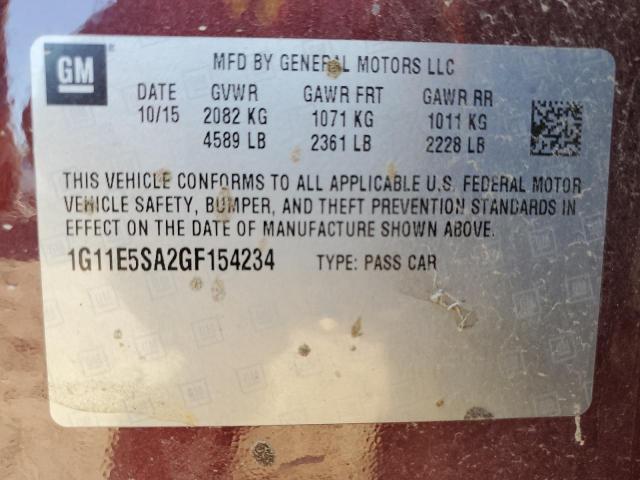 GM
MFD BY GENERAL MOTORS LLC
DATE GVWR GAWR FRT GAWR RR
10/15 2082 KG 1071 KG 1011 KG
4589 LB 2361 LB 2228 LB
THIS VEHICLE CONFORMS TO ALL APPLICABLE U.S. FEDERAL MOTOR
VEHICLE SAFETY, BUMPER, AND THEFT PREVENTION STANDARDS IN
EFFECT ON THE DATE OF MANUFACTURE SHOWN ABOVE.
1G11E5SA2GF154234 TYPE: PASS CAR